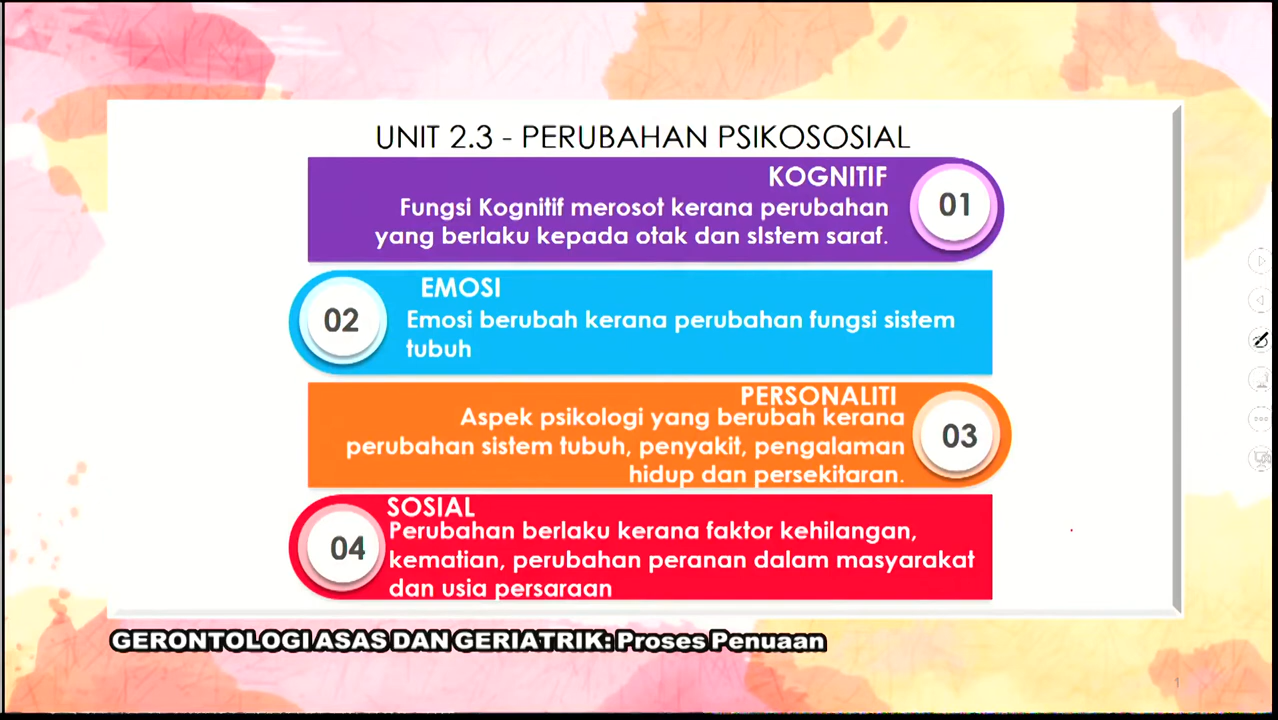 UNIT 2.3 - PERUBAHAN PSIKOSOSIAL
KOGNITIF
Fungsi Kognitif merosot kerana perubahan
yang berlaku kepada otak dan sIstem saraf.
01
02
EMOSI
Emosi berubah kerana perubahan fungsi sistem
tubuh
PERSONALITI
Aspek psikologi yang berubah kerana
perubahan sistem tubuh, penyakit, pengalaman
hidup dan persekitaran.
03
04
SOSIAL
Perubahan berlaku kerana faktor kehilangan,
kematian, perubahan peranan dalam masyarakat
dan usia persaraan
GERONTOLOGI ASAS DAN GERIATRIK: Proses Penuaan
1